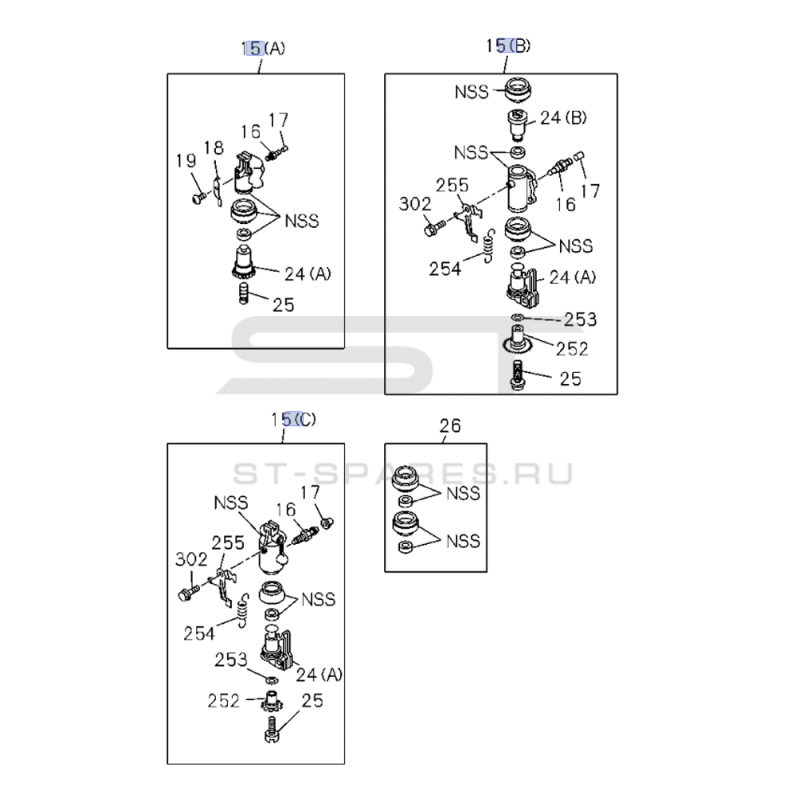 15(A)
17
16
18
19
NSS
24(A)
25
15(B)
NSS
24(B)
NSS
17
16
255
302
NSS
254
24(A)
253
252
25
ST
15(C)
17
NSS
16
255
302
NSS
254
253
24(A)
252
25
26
NSS
NSS
ST-SPARES.RU